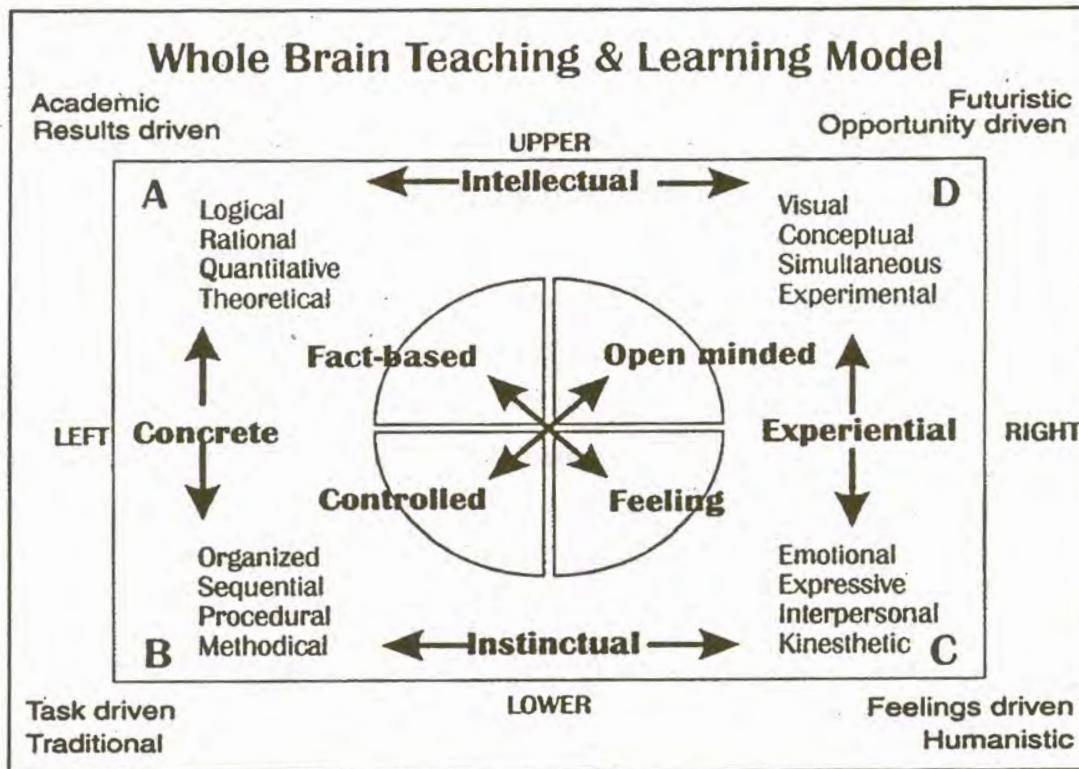 Whole Brain Teaching & Learning Model
Academic
Results driven
Futuristic
Opportunity driven
UPPER
Intellectual
A
Logical
Rational
Quantitative
Theoretical
D
Visual
Conceptual
Simultaneous
Experimental
Fact-based
Open minded
LEFT
Concrete
Experiential
RIGHT
Controlled
Feeling
Organized
Sequential
Procedural
Methodical
B
Emotional
Expressive
Interpersonal
Kinesthetic
C
Instinctual
LOWER
Task driven
Traditional
Feelings driven
Humanistic